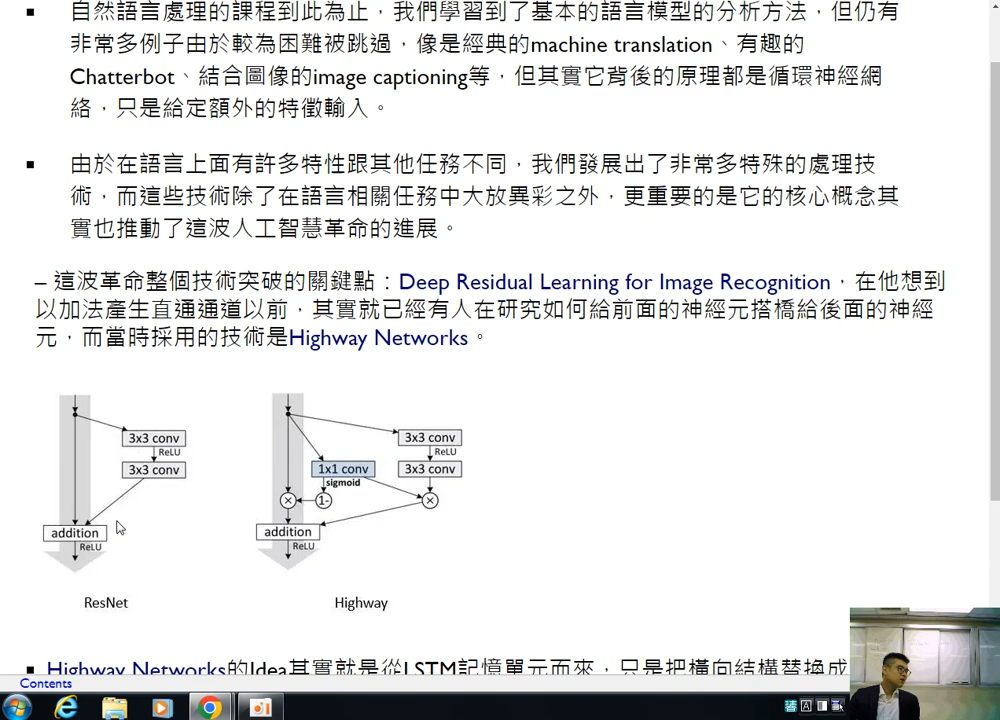 自然語言處理的課程到此為止，我們學習到了基本的語言模型的分析方法，但仍有
非常多例子由於較為困難被跳過，像是經典的machine translation、有趣的
Chatterbot、結合圖像的image captioning等，但其實它背後的原理都是循環神經網
絡，只是給定額外的特徵輸入。
由於在語言上面有許多特性跟其他任務不同，我們發展出了非常多特殊的處理技
術，而這些技術除了在語言相關任務中大放異彩之外，更重要的是它的核心概念其
實也推動了這波人工智慧革命的進展。
– 這波革命整個技術突破的關鍵點：Deep Residual Learning for Image Recognition，在他想到
以加法產生直通通道以前，其實就已經有人在研究如何給前面的神經元搭橋給後面的神經
元，而當時採用的技術是Highway Networks。
3x3 conv
ReLU
3x3 conv
addition
ReLU
ResNet
3x3 conv
ReLU
1x1 conv
3x3 conv
sigmoid
× 1- ×
addition
ReLU
Highway
Highway Networks的Idea其實就是從LSTM記憶單元而來，只是把橫向結構替換成
Contents